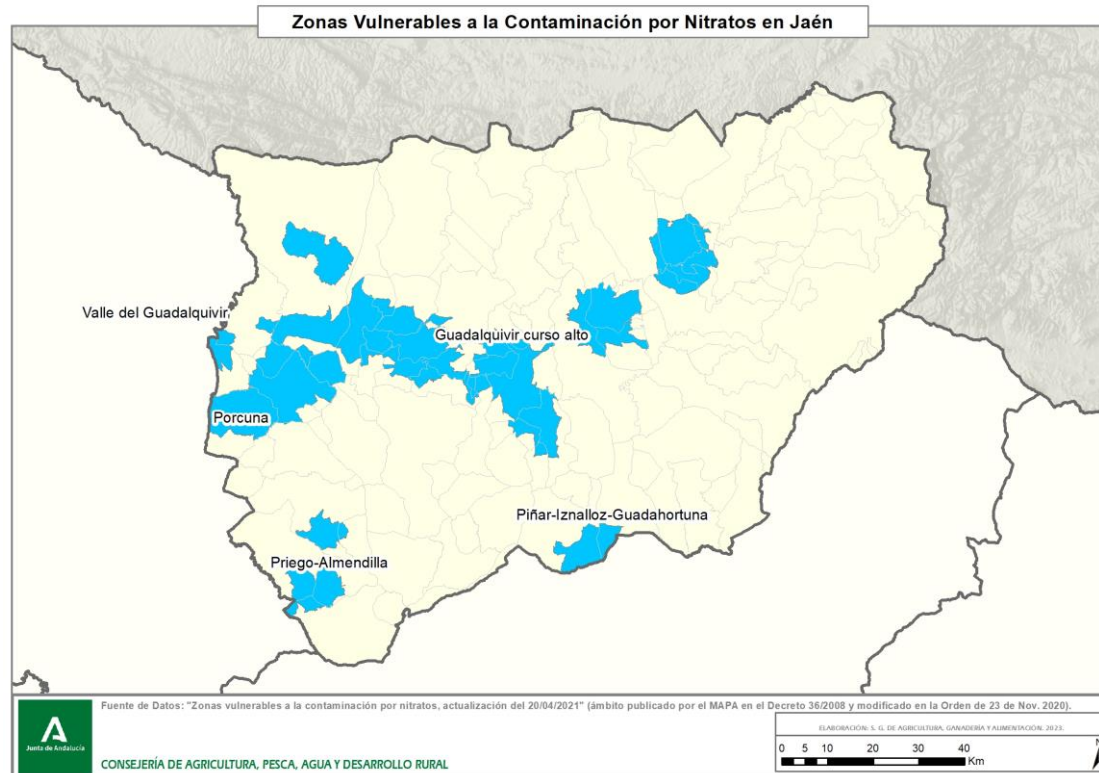 Zonas Vulnerables a la Contaminación por Nitratos en Jaén
Valle del Guadalquivir
Guadalquivir curso alto
Porcuna
Piñar-Iznalloz-Guadahortuna
Priego-Almendilla
Fuente de Datos: "Zonas vulnerables a la contaminación por nitratos, actualización del 20/04/2021" (ámbito publicado por el MAPA en el Decreto 36/2008 y modificado en la Orden de 23 de Nov. 2020).
ELABORACIÓN: S. G. DE AGRICULTURA, GANADERÍA Y ALIMENTACIÓN. 2023.
Junta de Andalucía
CONSEJERÍA DE AGRICULTURA, PESCA, AGUA Y DESARROLLO RURAL
0 5 10 20 30 40
Km
N